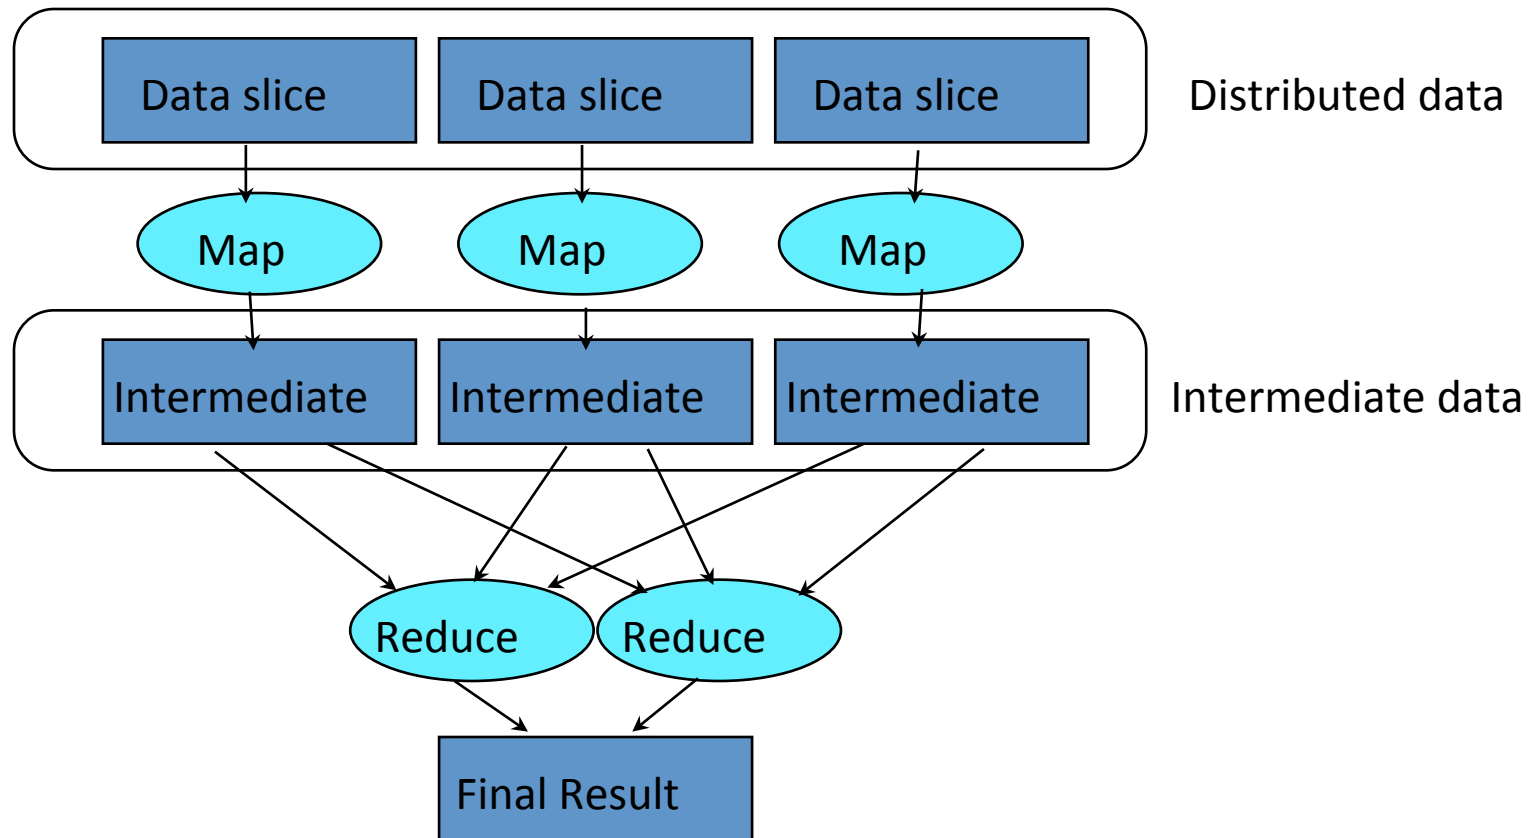 Data slice
Data slice
Data slice
Distributed data
Map
Map
Map
Intermediate
Intermediate
Intermediate
Intermediate data
Reduce
Reduce
Final Result